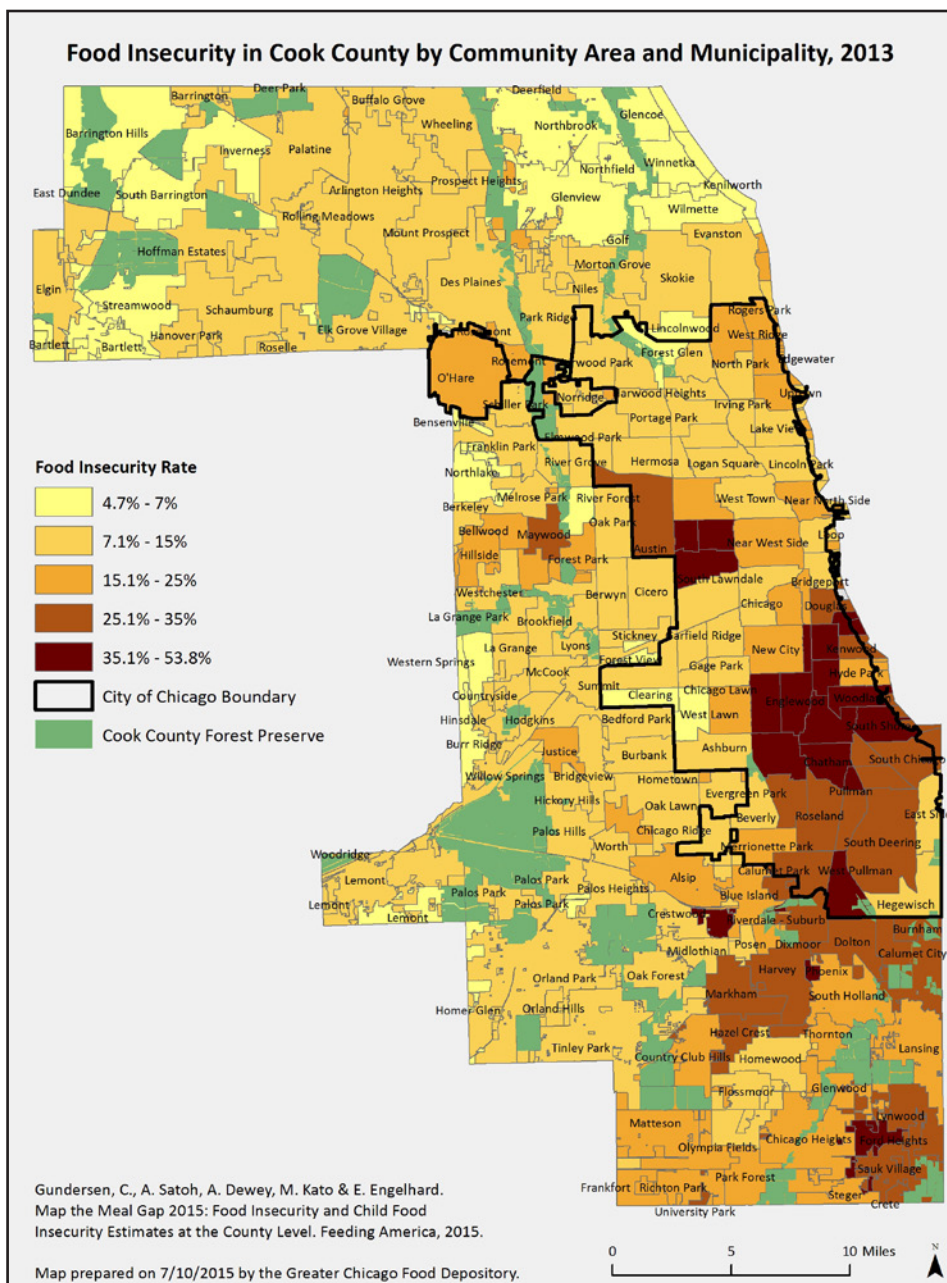 Food Insecurity in Cook County by Community Area and Municipality, 2013
Barrington
Deer Park
Deerfield
Buffalo Grove
Glencoe
Barrington Hills
Wheeling
Northbrook
Inverness
Palatine
Winnetka
Northfield
East Dundee
South Barrington
Prospect Heights
Arlington Heights
Kenilworth
Glenview
Rolling Meadows
Wilmette
Mount Prospect
Evanston
Hoffman Estates
Golf
Morton Grove
Elgin
Des Plaines
Skokie
Streamwood
Niles
Schaumburg
Rogers Park
Park Ridge
Elk Grove Village
Lincolnwood
Hanover Park
West Ridge
Bartlett
Bartlett
Roselle
Forest Glen
Edgewater
Rosemont
North Park
O'Hare
Norridge
Harwood Heights
Uptown
Schiller Park
Irving Park
Bensenville
Portage Park
Lake View
Elmwood Park
Franklin Park
River Grove
Hermosa
Logan Square
Lincoln Park
Northlake
Melrose Park
River Forest
West Town
Near North Side
Berkeley
Oak Park
Bellwood
Maywood
Austin
Near West Side
Loop
Hillside
Forest Park
South Lawndale
Bridgeport
Westchester
Berwyn
Cicero
Chicago
Douglas
La Grange Park
Brookfield
Stickney
Garfield Ridge
New City
Kenwood
La Grange
Lyons
Forest View
Gage Park
Hyde Park
Western Springs
McCook
Summit
Clearing
Chicago Lawn
Englewood
Woodlawn
Countryside
West Lawn
South Shore
Hinsdale
Hodgkins
Bedford Park
Burr Ridge
Justice
Burbank
Ashburn
Chatham
South Chicago
Willow Springs
Bridgeview
Hometown
Evergreen Park
Pullman
Hickory Hills
Oak Lawn
Beverly
Roseland
East Side
Palos Hills
Chicago Ridge
Worth
Merrionette Park
South Deering
Woodridge
Lemont
Palos Park
Alsip
Calumet Park
West Pullman
Palos Park
Palos Heights
Blue Island
Lemont
Lemont
Palos Park
Hegewisch
Crestwood
Riverdale - Suburb
Burnham
Midlothian
Posen
Dixmoor
Dolton
Calumet City
Orland Park
Oak Forest
Harvey
Phoenix
Markham
South Holland
Homer Glen
Orland Hills
Hazel Crest
Thornton
Tinley Park
Country Club Hills
Homewood
Lansing
Flossmoor
Glenwood
Lynwood
Matteson
Chicago Heights
Ford Heights
Olympia Fields
Sauk Village
Frankfort
Richton Park
Park Forest
Steger
University Park
Crete
Food Insecurity Rate
4.7% - 7%
7.1% - 15%
15.1% - 25%
25.1% - 35%
35.1% - 53.8%
City of Chicago Boundary
Cook County Forest Preserve
Gundersen, C., A. Satoh, A. Dewey, M. Kato & E. Engelhard.
Map the Meal Gap 2015: Food Insecurity and Child Food
Insecurity Estimates at the County Level. Feeding America, 2015.
Map prepared on 7/10/2015 by the Greater Chicago Food Depository.
0 5 10 Miles
N